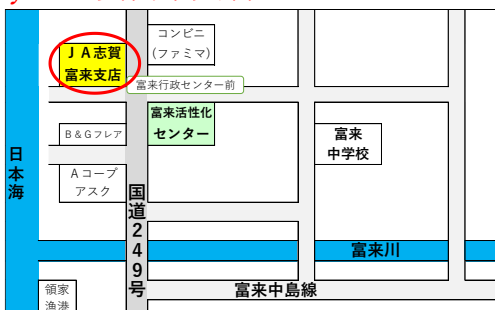 コンビニ
(ファミマ)
ＪＡ志賀
富来支店
富来行政センター前
富来活性化
センター
Ｂ＆Ｇフレア
富来
中学校
日本海
Ａコープ
アスク
国道２４９号
富来川
領家
漁港
富来中島線